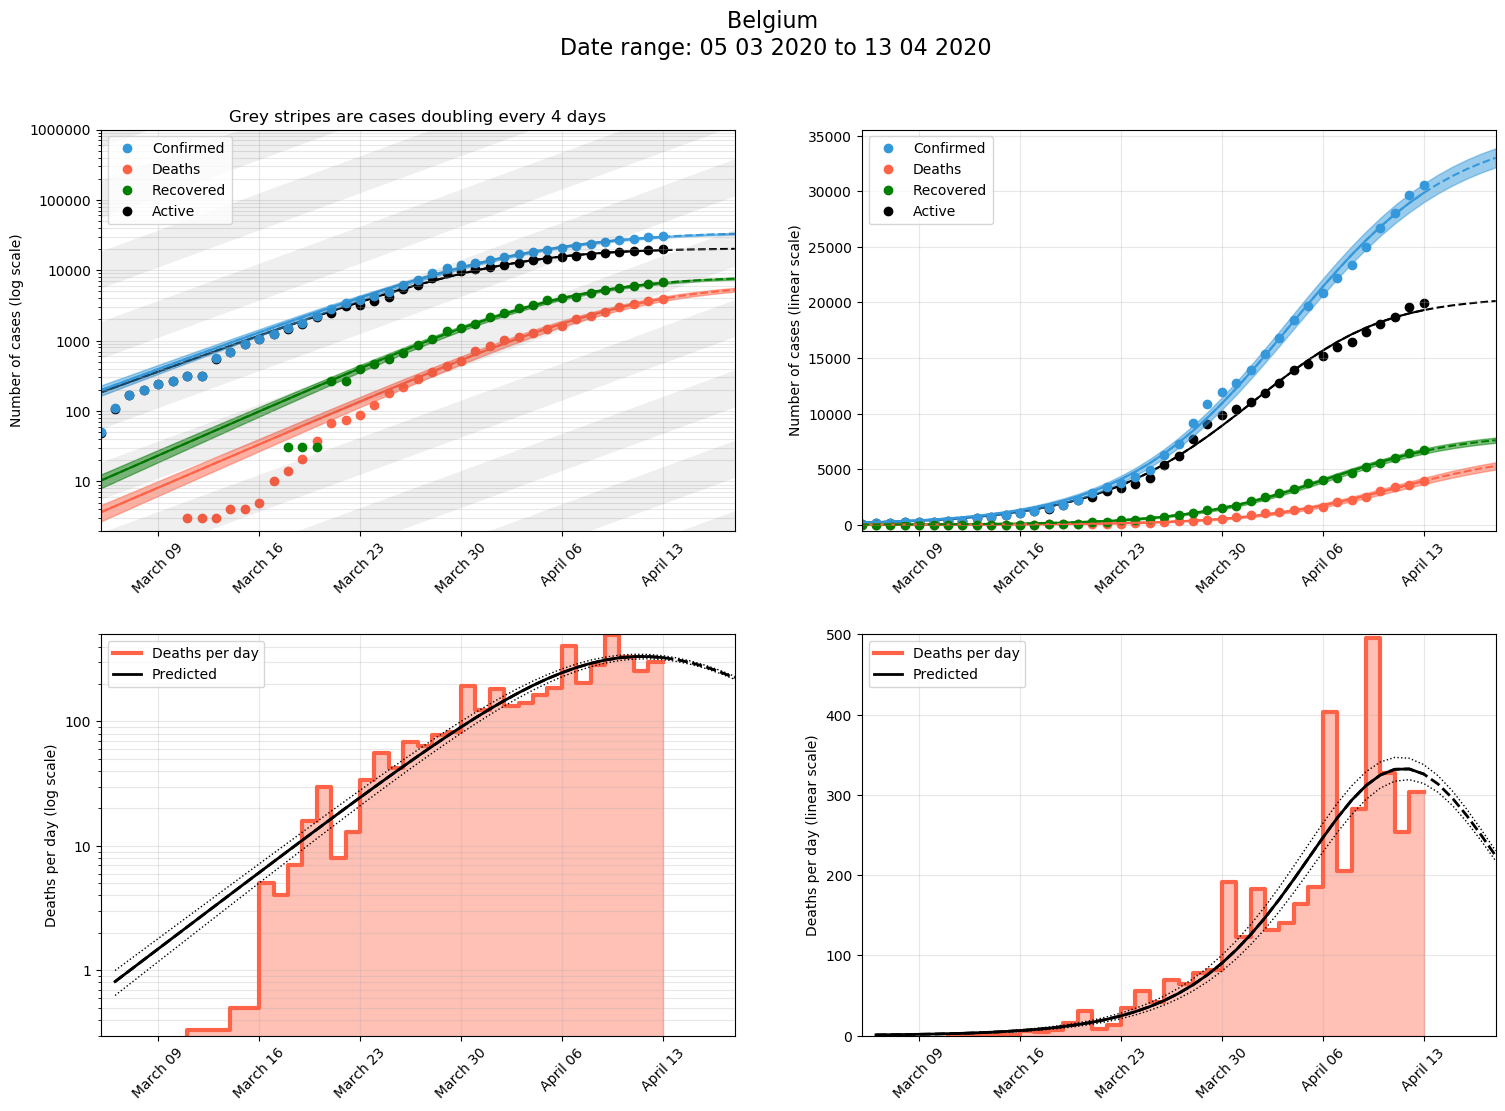 Belgium
Date range: 05 03 2020 to 13 04 2020
Grey stripes are cases doubling every 4 days
Number of cases (log scale)
1000000
100000
10000
1000
100
10
Confirmed
Deaths
Recovered
Active
March 09
March 16
March 23
March 30
April 06
April 13
Number of cases (linear scale)
35000
30000
25000
20000
15000
10000
5000
0
Confirmed
Deaths
Recovered
Active
March 09
March 16
March 23
March 30
April 06
April 13
Deaths per day (log scale)
100
10
1
Deaths per day
Predicted
March 09
March 16
March 23
March 30
April 06
April 13
Deaths per day (linear scale)
500
400
300
200
100
0
Deaths per day
Predicted
March 09
March 16
March 23
March 30
April 06
April 13